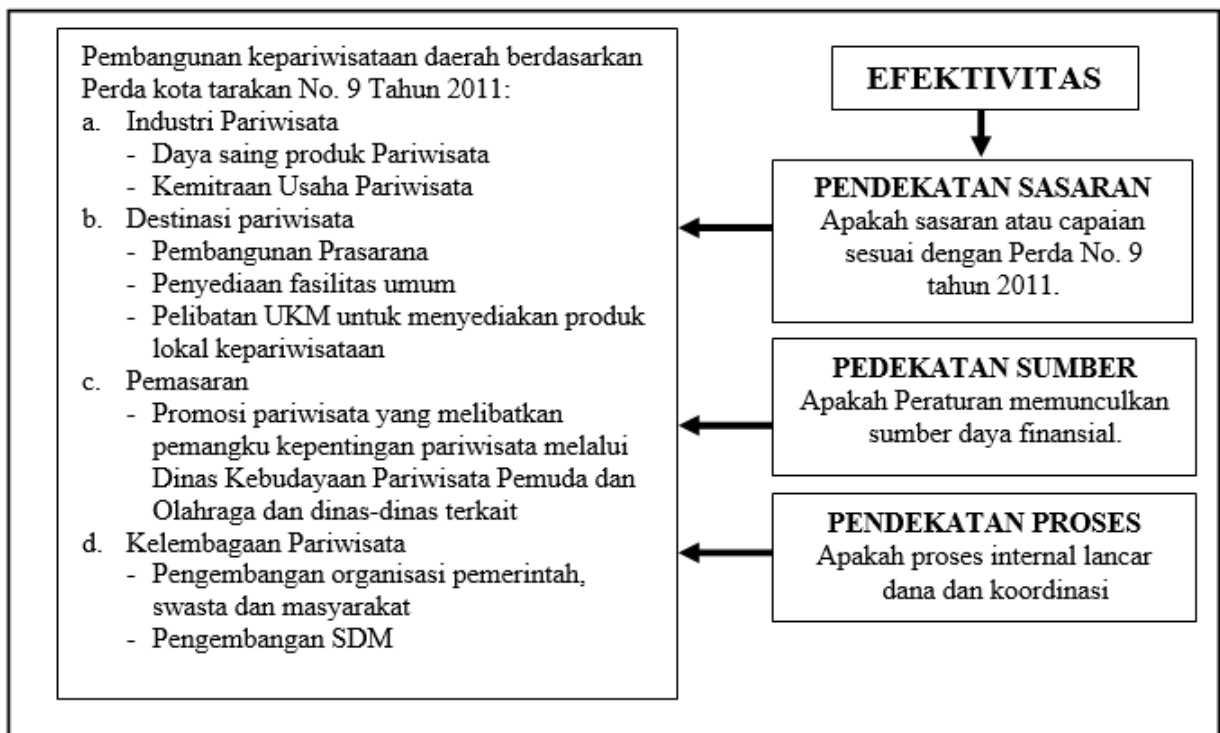 Pembangunan kepariwisataan daerah berdasarkan
Perda kota tarakan No. 9 Tahun 2011:
a. Industri Pariwisata
- Daya saing produk Pariwisata
- Kemitraan Usaha Pariwisata
b. Destinasi pariwisata
- Pembangunan Prasarana
- Penyediaan fasilitas umum
- Pelibatan UKM untuk menyediakan produk
lokal kepariwisataan
c. Pemasaran
- Promosi pariwisata yang melibatkan
pemangku kepentingan pariwisata melalui
Dinas Kebudayaan Pariwisata Pemuda dan
Olahraga dan dinas-dinas terkait
d. Kelembagaan Pariwisata
- Pengembangan organisasi pemerintah,
swasta dan masyarakat
- Pengembangan SDM
EFEKTIVITAS
PENDEKATAN SASARAN
Apakah sasaran atau capaian
sesuai dengan Perda No. 9
tahun 2011.
PEDEKATAN SUMBER
Apakah Peraturan memunculkan
sumber daya finansial.
PENDEKATAN PROSES
Apakah proses internal lancar
dana dan koordinasi